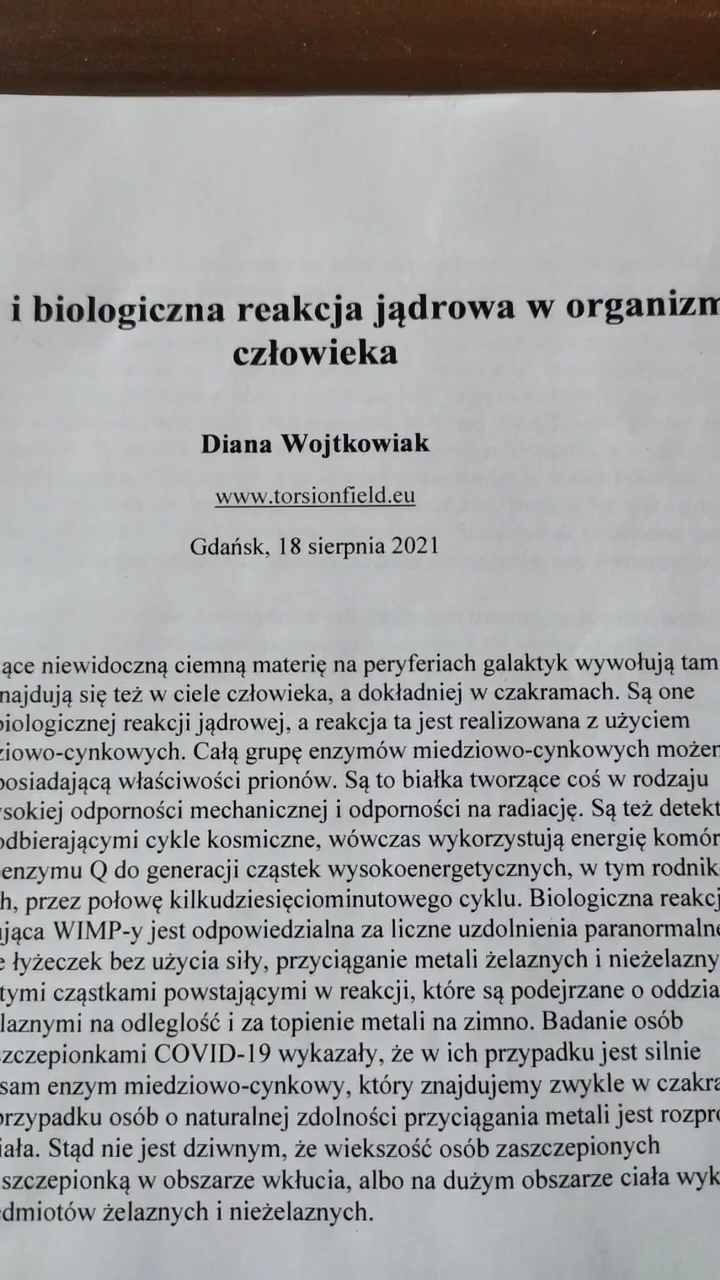 i biologiczna reakcja jądrowa w organizm
człowieka
Diana Wojtkowiak
www.torsionfield.eu
Gdańsk, 18 sierpnia 2021
ące niewidoczną ciemną materię na peryferiach galaktyk wywołują tam
najdują się też w ciele człowieka, a dokładniej w czakramach. Są one
biologicznej reakcji jądrowej, a reakcja ta jest realizowana z użyciem
ziowo-cynkowych. Całą grupę enzymów miedziowo-cynkowych możem
posiadającą właściwości prionów. Są to białka tworzące coś w rodzaju
ysokiej odporności mechanicznej i odporności na radiację. Są też detekt
odbierającymi cykle kosmiczne, wówczas wykorzystują energię komór
enzymu Q do generacji cząstek wysokoenergetycznych, w tym rodnik
h, przez połowę kilkudziesięciominutowego cyklu. Biologiczna reakcj
ująca WIMP-y jest odpowiedzialna za liczne uzdolnienia paranormalne
e łyżeczek bez użycia siły, przyciąganie metali żelaznych i nieżelazny
tymi cząstkami powstającymi w reakcji, które są podejrzane o oddzia
laznymi na odleglość i za topienie metali na zimno. Badanie osób
zczepionkami COVID-19 wykazały, że w ich przypadku jest silnie
sam enzym miedziowo-cynkowy, który znajdujemy zwykle w czakra
przypadku osób o naturalnej zdolności przyciągania metali jest rozpro
iała. Stąd nie jest dziwnym, że wiekszość osób zaszczepionych
szczepionką w obszarze wkłucia, albo na dużym obszarze ciała wyk
edmiotów żelaznych i nieżelaznych.